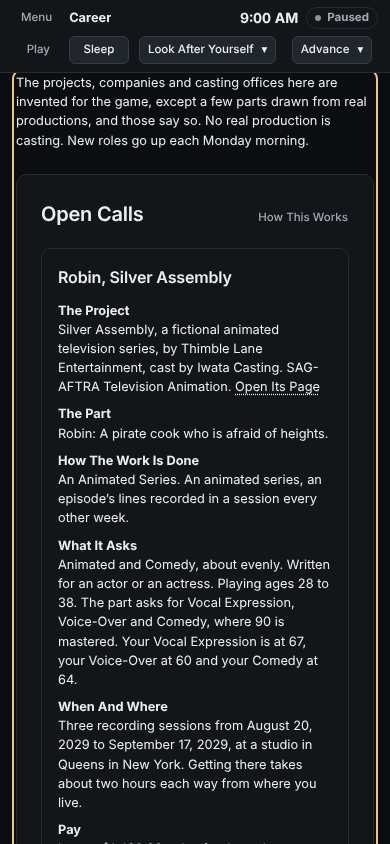 Menu Career 9:00 AM Paused
Play Sleep Look After Yourself ▾ Advance ▾
The projects, companies and casting offices here are
invented for the game, except a few parts drawn from real
productions, and those say so. No real production is
casting. New roles go up each Monday morning.
Open Calls How This Works
Robin, Silver Assembly
The Project
Silver Assembly, a fictional animated
television series, by Thimble Lane
Entertainment, cast by Iwata Casting. SAG-
AFTRA Television Animation. Open Its Page
The Part
Robin: A pirate cook who is afraid of heights.
How The Work Is Done
An Animated Series. An animated series, an
episode's lines recorded in a session every
other week.
What It Asks
Animated and Comedy, about evenly. Written
for an actor or an actress. Playing ages 28 to
38. The part asks for Vocal Expression,
Voice-Over and Comedy, where 90 is
mastered. Your Vocal Expression is at 67,
your Voice-Over at 60 and your Comedy at
64.
When And Where
Three recording sessions from August 20,
2029 to September 17, 2029, at a studio in
Queens in New York. Getting there takes
about two hours each way from where you
live.
Pay